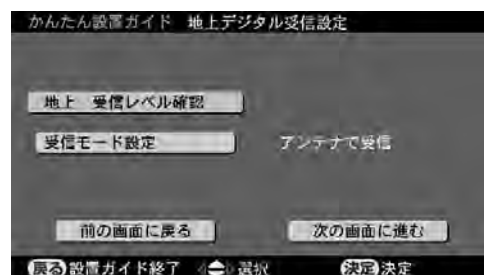 かんたん設置ガイド 地上デジタル受信設定
地上 受信レベル確認
受信モード設定 アンテナで受信
前の画面に戻る 次の画面に進む
戻る 設置ガイド終了 選択 決定 決定